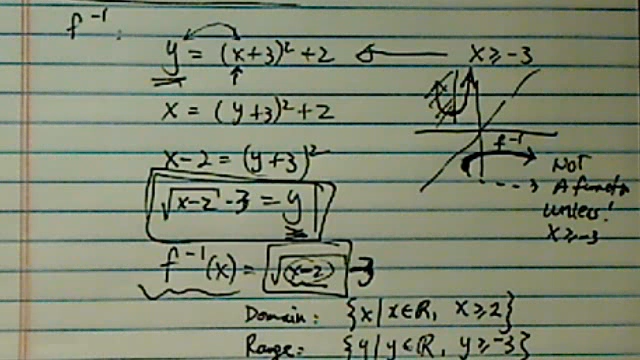 f⁻¹:
y = (x+3)² + 2 ← x ≥ -3
x = (y+3)² + 2
x-2 = (y+3)²
√(x-2) - 3 = y
f⁻¹
-3
Not
A function
unless!
x ≥ -3
f⁻¹(x) = √(x-2) - 3
Domain: {x | x∈R, x ≥ 2}
Range: {y | y∈R, y ≥ -3}